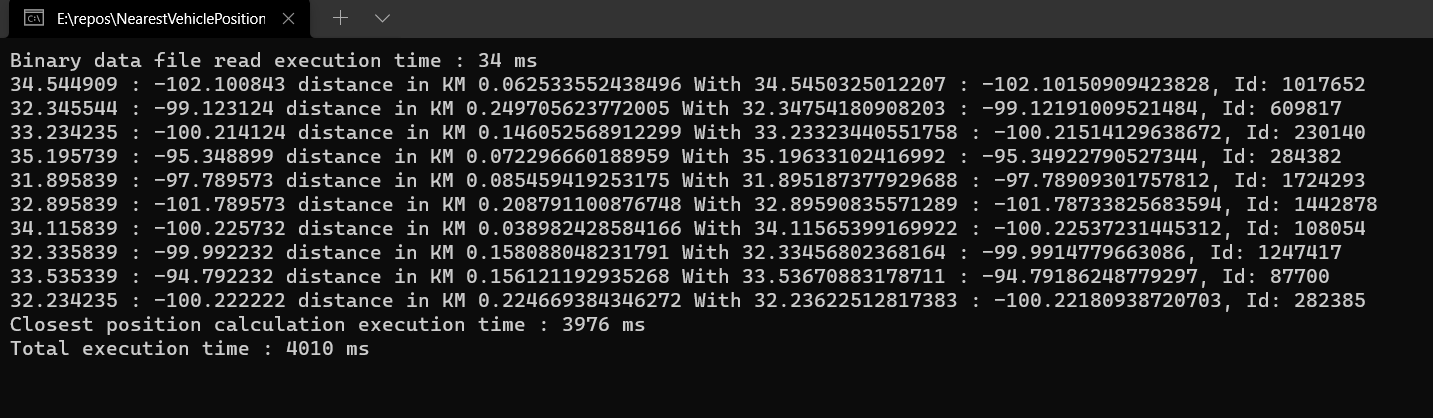 E:\repos\NearestVehiclePosition
Binary data file read execution time : 34 ms
34.544909 : -102.100843 distance in KM 0.062533552438496 With 34.5450325012207 : -102.10150909423828, Id: 1017652
32.345544 : -99.123124 distance in KM 0.249705623772005 With 32.34754180908203 : -99.12191009521484, Id: 609817
33.234235 : -100.214124 distance in KM 0.146052568912299 With 33.23323440551758 : -100.21514129638672, Id: 230140
35.195739 : -95.348899 distance in KM 0.072296660188959 With 35.19633102416992 : -95.34922790527344, Id: 284382
31.895839 : -97.789573 distance in KM 0.085459419253175 With 31.895187377929688 : -97.78909301757812, Id: 1724293
32.895839 : -101.789573 distance in KM 0.208791100876748 With 32.89590835571289 : -101.78733825683594, Id: 1442878
34.115839 : -100.225732 distance in KM 0.038982428584166 With 34.11565399169922 : -100.22537231445312, Id: 108054
32.335839 : -99.992232 distance in KM 0.158088048231791 With 32.33456802368164 : -99.9914779663086, Id: 1247417
33.535339 : -94.792232 distance in KM 0.156121192935268 With 33.53670883178711 : -94.79186248779297, Id: 87700
32.234235 : -100.222222 distance in KM 0.224669384346272 With 32.23622512817383 : -100.22180938720703, Id: 282385
Closest position calculation execution time : 3976 ms
Total execution time : 4010 ms